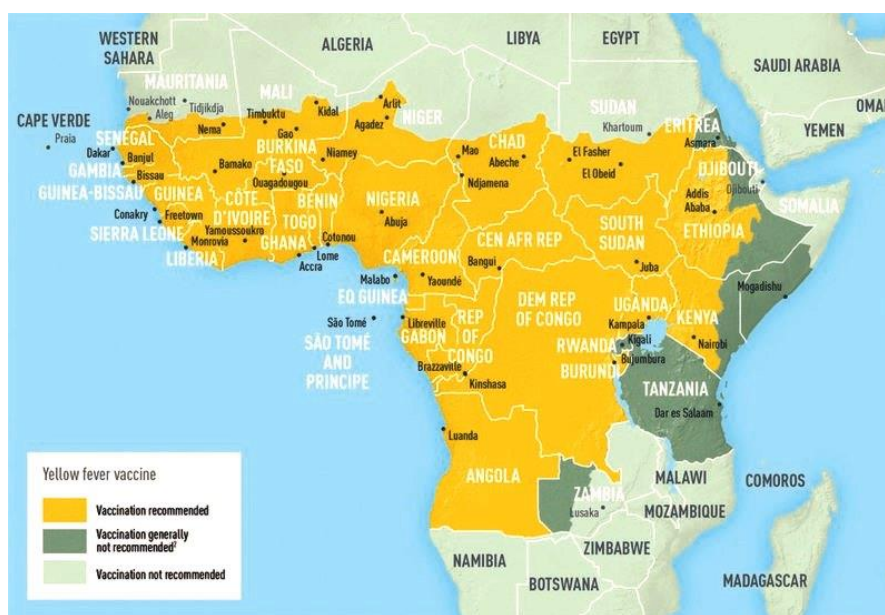 WESTERN
SAHARA
ALGERIA
LIBYA
EGYPT
SAUDI ARABIA
OMAN
YEMEN
MAURITANIA
Nouakchott
Aleg
Tidjikdja
Nema
MALI
Timbuktu
Kidal
Gao
Bamako
Arlit
Agadez
NIGER
Niamey
CHAD
Mao
Abeche
Ndjamena
SUDAN
Khartoum
El Fasher
El Obeid
ERITREA
Asmara
DJIBOUTI
Djibouti
CAPE VERDE
Praia
SENEGAL
Dakar
GAMBIA
Banjul
GUINEA-BISSAU
Bissau
GUINEA
Conakry
SIERRA LEONE
Freetown
LIBERIA
Monrovia
BURKINA
FASO
Ouagadougou
CÔTE
D'IVOIRE
Yamoussoukro
GHANA
Accra
TOGO
Lome
BENIN
Cotonou
NIGERIA
Abuja
CAMEROON
Yaoundé
EQ GUINEA
Malabo
CEN AFR REP
Bangui
SOUTH
SUDAN
Juba
Addis
Ababa
ETHIOPIA
SOMALIA
Mogadishu
SÃO TOMÉ
AND
PRINCIPE
São Tomé
GABON
Libreville
REP
OF
CONGO
Brazzaville
DEM REP
OF CONGO
Kinshasa
UGANDA
Kampala
KENYA
Nairobi
RWANDA
Kigali
BURUNDI
Bujumbura
TANZANIA
Dar es Salaam
ANGOLA
Luanda
ZAMBIA
Lusaka
MALAWI
COMOROS
MOZAMBIQUE
ZIMBABWE
NAMIBIA
BOTSWANA
MADAGASCAR
Yellow fever vaccine
Vaccination recommended
Vaccination generally
not recommended²
Vaccination not recommended